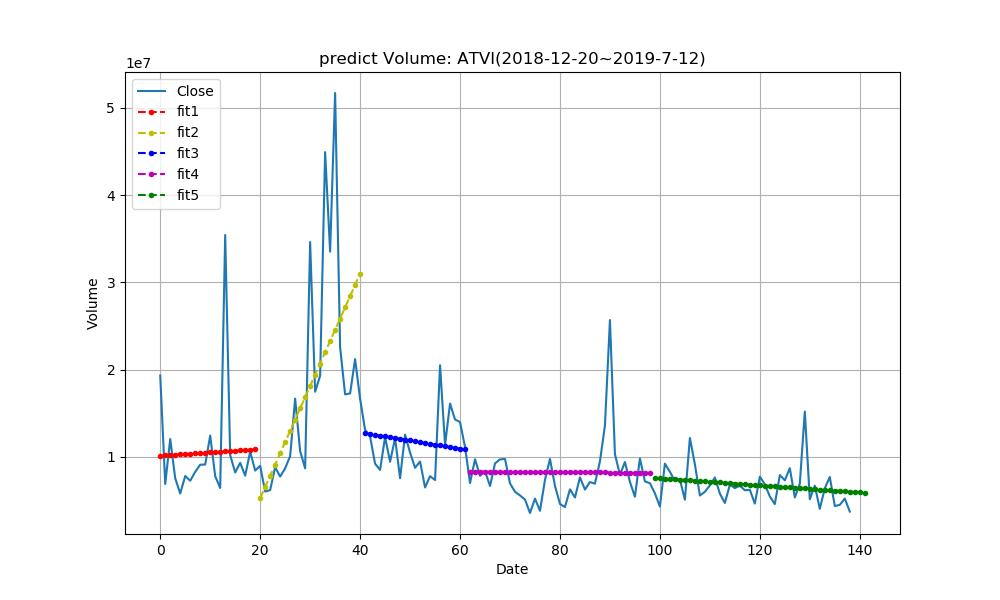 predict Volume: ATVI(2018-12-20~2019-7-12)
1e7
Close
fit1
fit2
fit3
fit4
fit5
5
4
3
2
1
Volume
0 20 40 60 80 100 120 140
Date